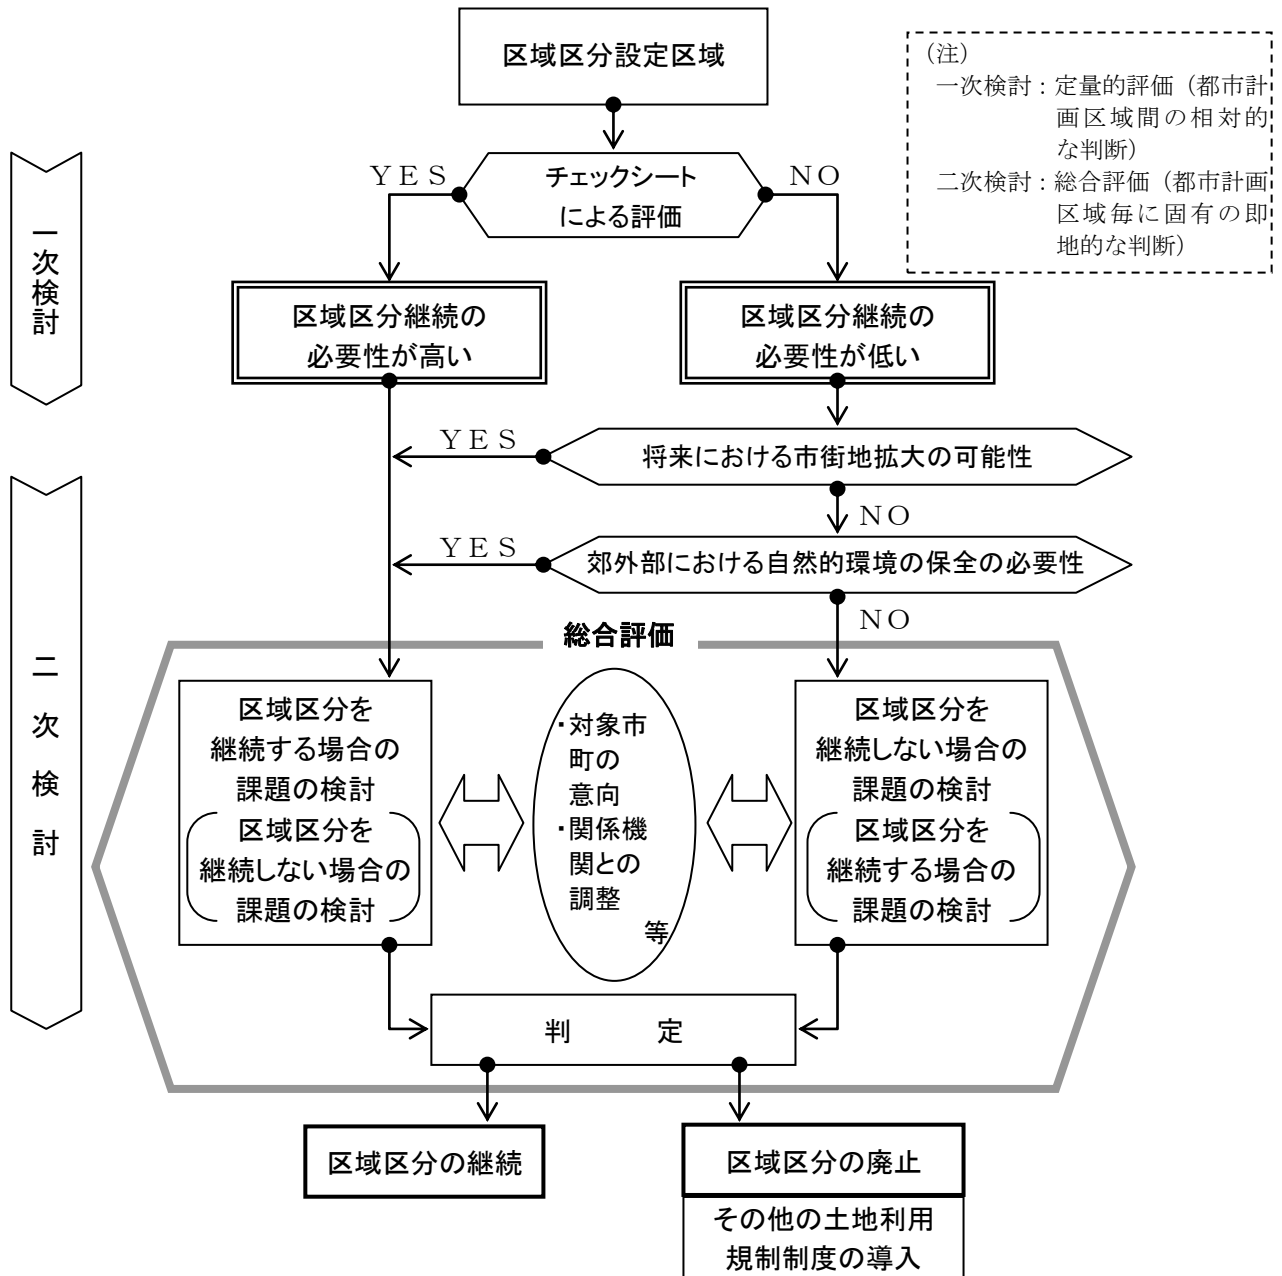 区域区分設定区域
（注）
一次検討：定量的評価（都市計
画区域間の相対的
な判断）
二次検討：総合評価（都市計画
区域毎に固有の即
地的な判断）
一次検討
YES
チェックシート
による評価
NO
区域区分継続の
必要性が高い
区域区分継続の
必要性が低い
YES
将来における市街地拡大の可能性
NO
YES
郊外部における自然的環境の保全の必要性
NO
二次検討
総合評価
区域区分を
継続する場合の
課題の検討
区域区分を
継続しない場合の
課題の検討
・対象市
町の
意向
・関係機
関との
調整
等
区域区分を
継続しない場合の
課題の検討
区域区分を
継続する場合の
課題の検討
判　　定
区域区分の継続
区域区分の廃止
その他の土地利用
規制制度の導入